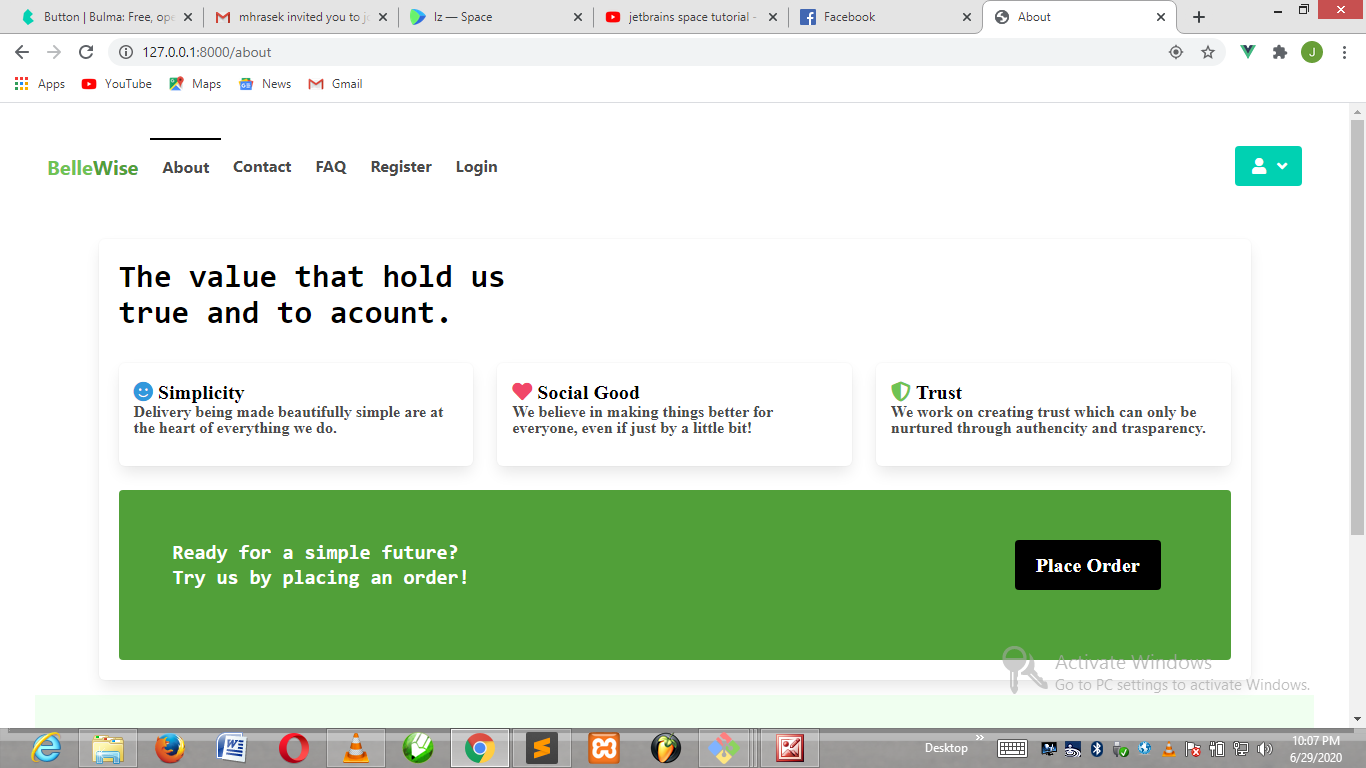 Button | Bulma: Free, ope
mhrasek invited you to jo
Iz — Space
jetbrains space tutorial -
Facebook
About
127.0.0.1:8000/about
J
Apps
YouTube
Maps
News
Gmail
BelleWise
About
Contact
FAQ
Register
Login
The value that hold us
true and to acount.
Simplicity
Delivery being made beautifully simple are at
the heart of everything we do.
Social Good
We believe in making things better for
everyone, even if just by a little bit!
Trust
We work on creating trust which can only be
nurtured through authencity and trasparency.
Ready for a simple future?
Try us by placing an order!
Place Order
Activate Windows
Go to PC settings to activate Windows.
Desktop
10:07 PM
6/29/2020